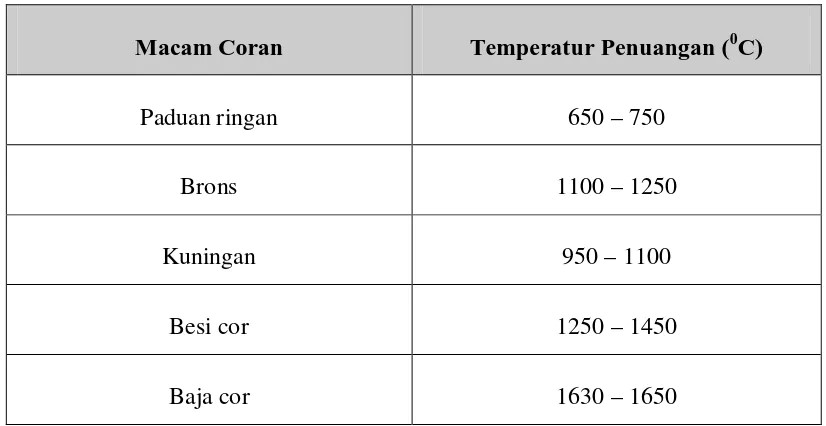 Macam Coran Temperatur Penuangan (⁰C)
Paduan ringan 650 – 750
Brons 1100 – 1250
Kuningan 950 – 1100
Besi cor 1250 – 1450
Baja cor 1630 – 1650